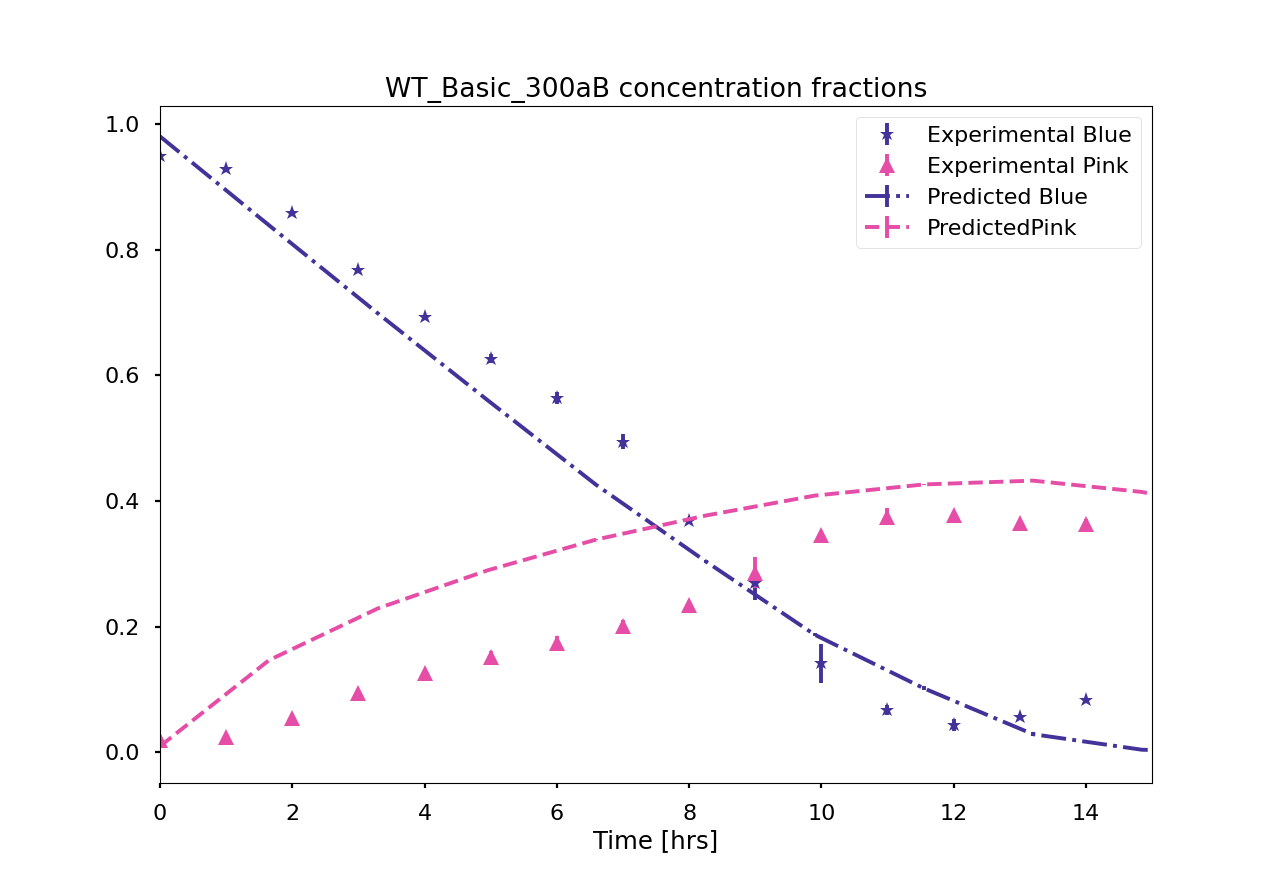 WT_Basic_300aB concentration fractions
1.0
0.8
0.6
0.4
0.2
0.0
Experimental Blue
Experimental Pink
Predicted Blue
PredictedPink
0 2 4 6 8 10 12 14
Time [hrs]